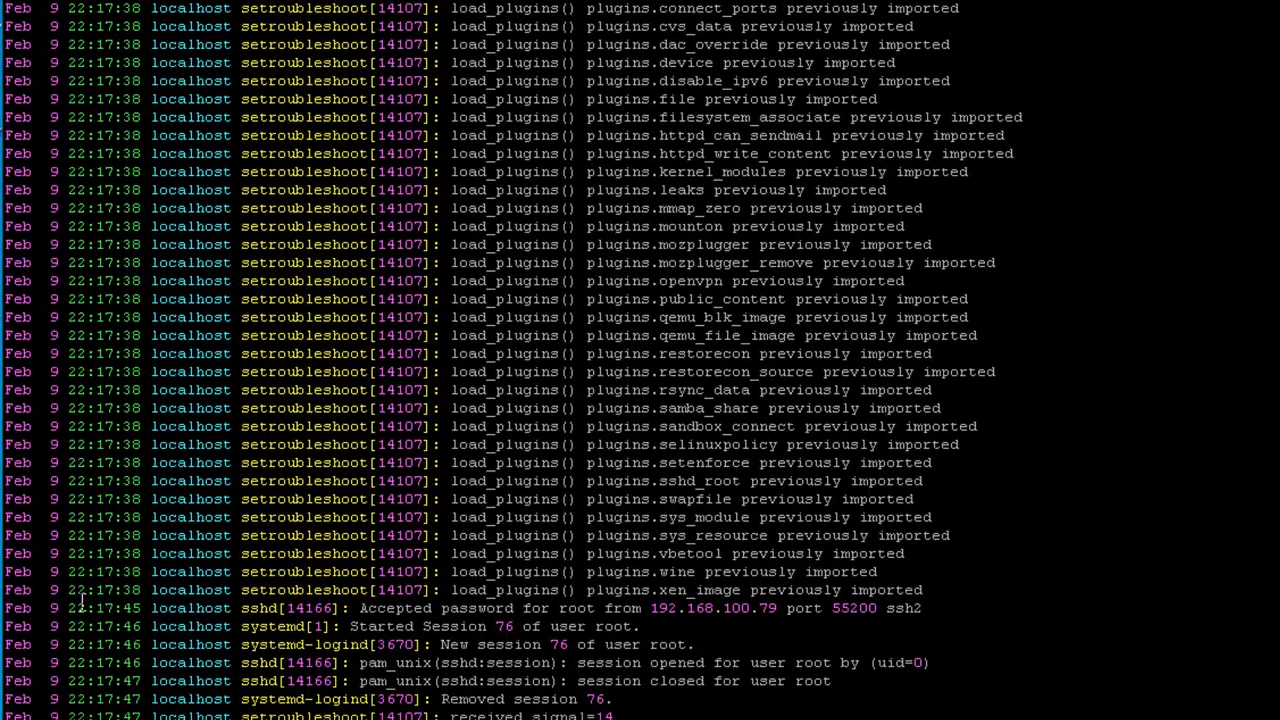 Feb  9 22:17:38 localhost setroubleshoot[14107]: load_plugins() plugins.connect_ports previously imported
Feb  9 22:17:38 localhost setroubleshoot[14107]: load_plugins() plugins.cvs_data previously imported
Feb  9 22:17:38 localhost setroubleshoot[14107]: load_plugins() plugins.dac_override previously imported
Feb  9 22:17:38 localhost setroubleshoot[14107]: load_plugins() plugins.device previously imported
Feb  9 22:17:38 localhost setroubleshoot[14107]: load_plugins() plugins.disable_ipv6 previously imported
Feb  9 22:17:38 localhost setroubleshoot[14107]: load_plugins() plugins.file previously imported
Feb  9 22:17:38 localhost setroubleshoot[14107]: load_plugins() plugins.filesystem_associate previously imported
Feb  9 22:17:38 localhost setroubleshoot[14107]: load_plugins() plugins.httpd_can_sendmail previously imported
Feb  9 22:17:38 localhost setroubleshoot[14107]: load_plugins() plugins.httpd_write_content previously imported
Feb  9 22:17:38 localhost setroubleshoot[14107]: load_plugins() plugins.kernel_modules previously imported
Feb  9 22:17:38 localhost setroubleshoot[14107]: load_plugins() plugins.leaks previously imported
Feb  9 22:17:38 localhost setroubleshoot[14107]: load_plugins() plugins.mmap_zero previously imported
Feb  9 22:17:38 localhost setroubleshoot[14107]: load_plugins() plugins.mounton previously imported
Feb  9 22:17:38 localhost setroubleshoot[14107]: load_plugins() plugins.mozplugger previously imported
Feb  9 22:17:38 localhost setroubleshoot[14107]: load_plugins() plugins.mozplugger_remove previously imported
Feb  9 22:17:38 localhost setroubleshoot[14107]: load_plugins() plugins.openvpn previously imported
Feb  9 22:17:38 localhost setroubleshoot[14107]: load_plugins() plugins.public_content previously imported
Feb  9 22:17:38 localhost setroubleshoot[14107]: load_plugins() plugins.qemu_blk_image previously imported
Feb  9 22:17:38 localhost setroubleshoot[14107]: load_plugins() plugins.qemu_file_image previously imported
Feb  9 22:17:38 localhost setroubleshoot[14107]: load_plugins() plugins.restorecon previously imported
Feb  9 22:17:38 localhost setroubleshoot[14107]: load_plugins() plugins.restorecon_source previously imported
Feb  9 22:17:38 localhost setroubleshoot[14107]: load_plugins() plugins.rsync_data previously imported
Feb  9 22:17:38 localhost setroubleshoot[14107]: load_plugins() plugins.samba_share previously imported
Feb  9 22:17:38 localhost setroubleshoot[14107]: load_plugins() plugins.sandbox_connect previously imported
Feb  9 22:17:38 localhost setroubleshoot[14107]: load_plugins() plugins.selinuxpolicy previously imported
Feb  9 22:17:38 localhost setroubleshoot[14107]: load_plugins() plugins.setenforce previously imported
Feb  9 22:17:38 localhost setroubleshoot[14107]: load_plugins() plugins.sshd_root previously imported
Feb  9 22:17:38 localhost setroubleshoot[14107]: load_plugins() plugins.swapfile previously imported
Feb  9 22:17:38 localhost setroubleshoot[14107]: load_plugins() plugins.sys_module previously imported
Feb  9 22:17:38 localhost setroubleshoot[14107]: load_plugins() plugins.sys_resource previously imported
Feb  9 22:17:38 localhost setroubleshoot[14107]: load_plugins() plugins.vbetool previously imported
Feb  9 22:17:38 localhost setroubleshoot[14107]: load_plugins() plugins.wine previously imported
Feb  9 22:17:38 localhost setroubleshoot[14107]: load_plugins() plugins.xen_image previously imported
Feb  9 22:17:45 localhost sshd[14166]: Accepted password for root from 192.168.100.79 port 55200 ssh2
Feb  9 22:17:46 localhost systemd[1]: Started Session 76 of user root.
Feb  9 22:17:46 localhost systemd-logind[3670]: New session 76 of user root.
Feb  9 22:17:46 localhost sshd[14166]: pam_unix(sshd:session): session opened for user root by (uid=0)
Feb  9 22:17:47 localhost sshd[14166]: pam_unix(sshd:session): session closed for user root
Feb  9 22:17:47 localhost systemd-logind[3670]: Removed session 76.
Feb  9 22:17:47 localhost setroubleshoot[14107]: received signal=14